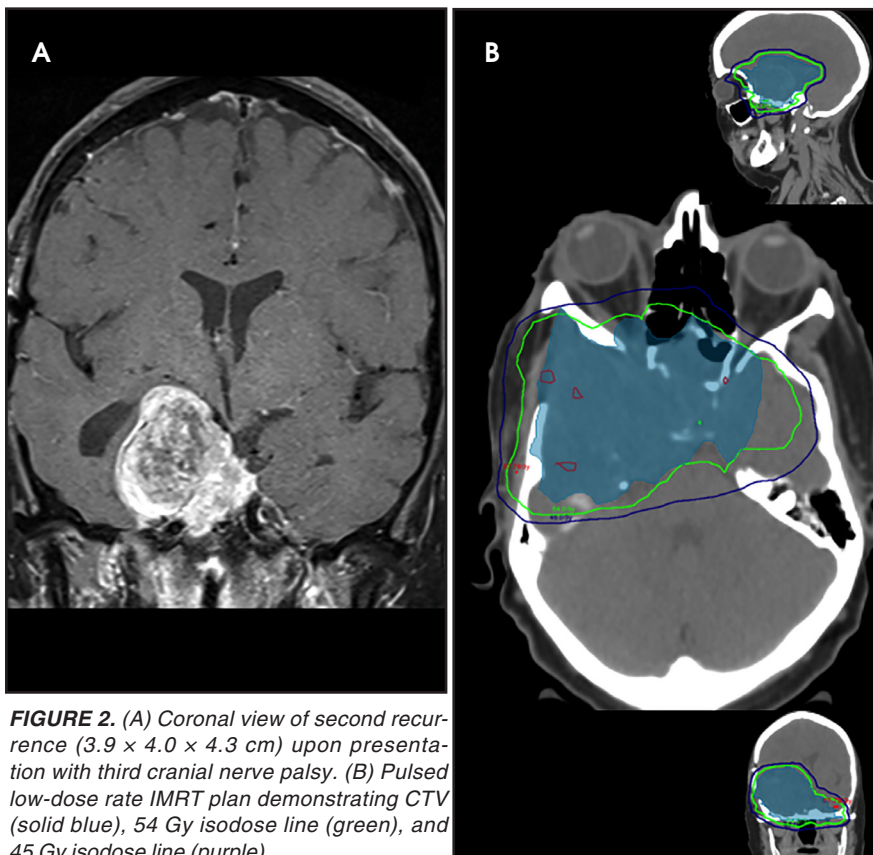 A
B
FIGURE 2. (A) Coronal view of second recur-
rence (3.9 × 4.0 × 4.3 cm) upon presenta-
tion with third cranial nerve palsy. (B) Pulsed
low-dose rate IMRT plan demonstrating CTV
(solid blue), 54 Gy isodose line (green), and
45 Gy isodose line (purple)